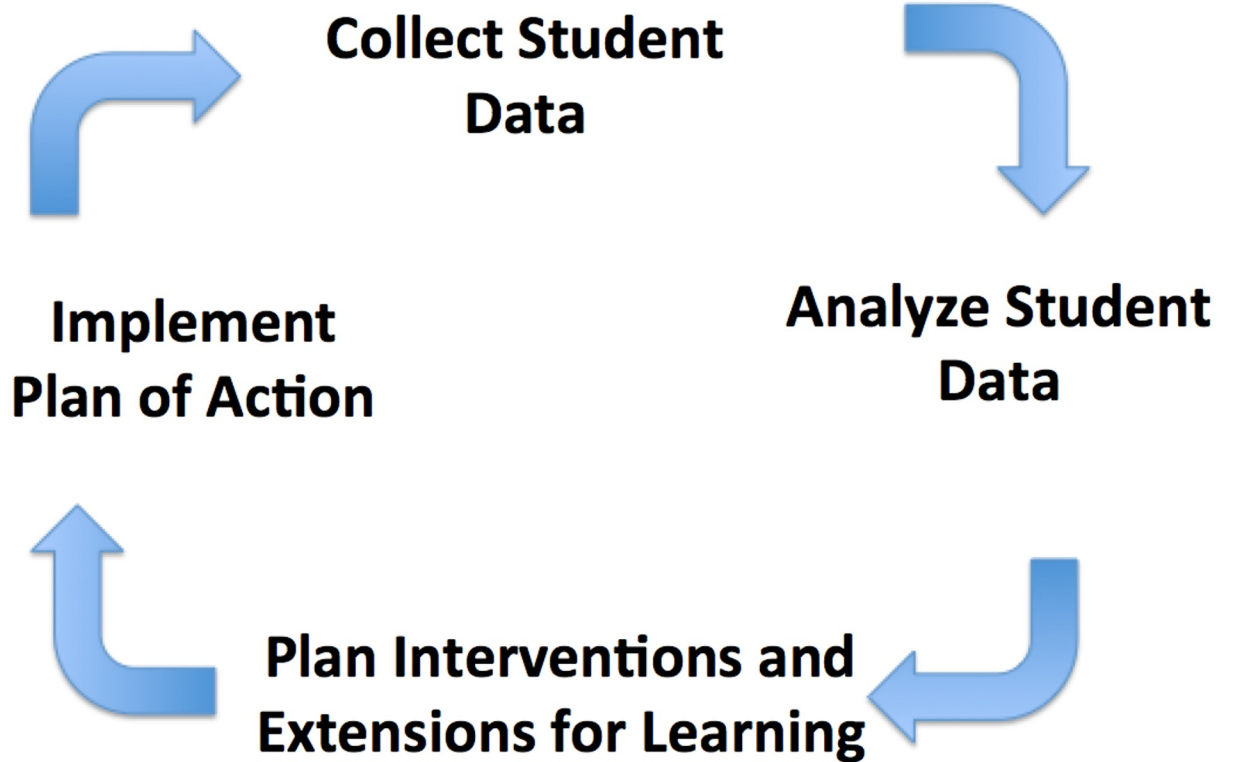 Collect Student
Data
Analyze Student
Data
Plan Interventions and
Extensions for Learning
Implement
Plan of Action